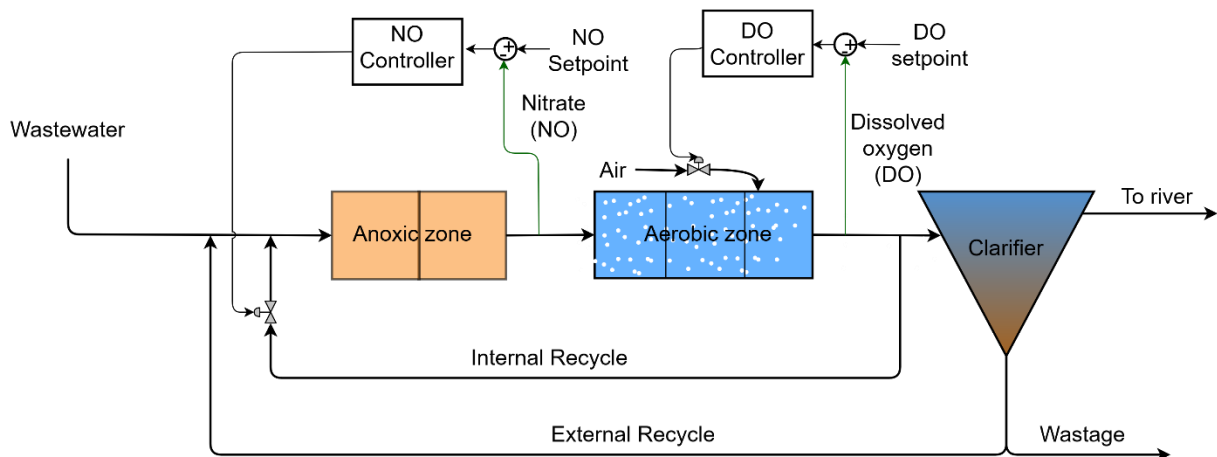 NO
Controller
NO
Setpoint
DO
Controller
DO
setpoint
Nitrate
(NO)
Wastewater
Dissolved
oxygen
(DO)
Air
To river
Anoxic zone
Aerobic zone
Clarifier
Internal Recycle
External Recycle
Wastage